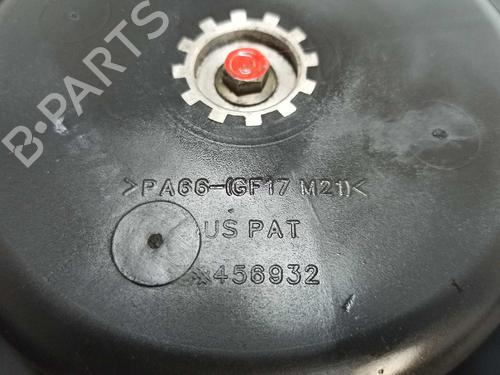 B-PARTS
>PA66-(GF17 M21)<
US PAT
456932